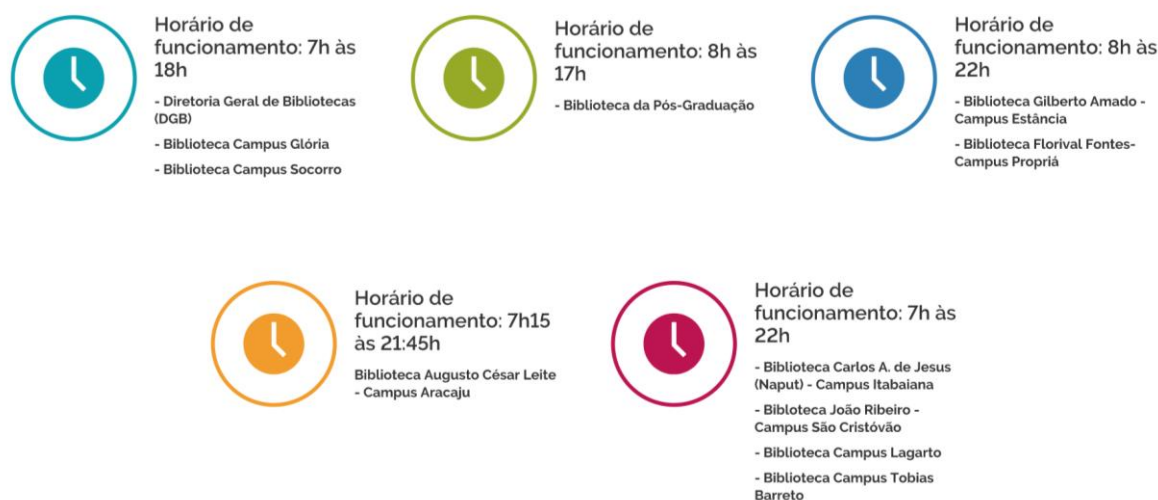 Horário de
funcionamento: 7h às
18h
- Diretoria Geral de Bibliotecas
(DGB)
- Biblioteca Campus Glória
- Biblioteca Campus Socorro
Horário de
funcionamento: 8h às
17h
- Biblioteca da Pós-Graduação
Horário de
funcionamento: 8h às
22h
- Biblioteca Gilberto Amado -
Campus Estância
- Biblioteca Florival Fontes-
Campus Propriá
Horário de
funcionamento: 7h15
às 21:45h
Biblioteca Augusto César Leite
- Campus Aracaju
Horário de
funcionamento: 7h às
22h
- Biblioteca Carlos A. de Jesus
(Naput) - Campus Itabaiana
- Bibloteca João Ribeiro -
Campus São Cristóvão
- Biblioteca Campus Lagarto
- Biblioteca Campus Tobias
Barreto